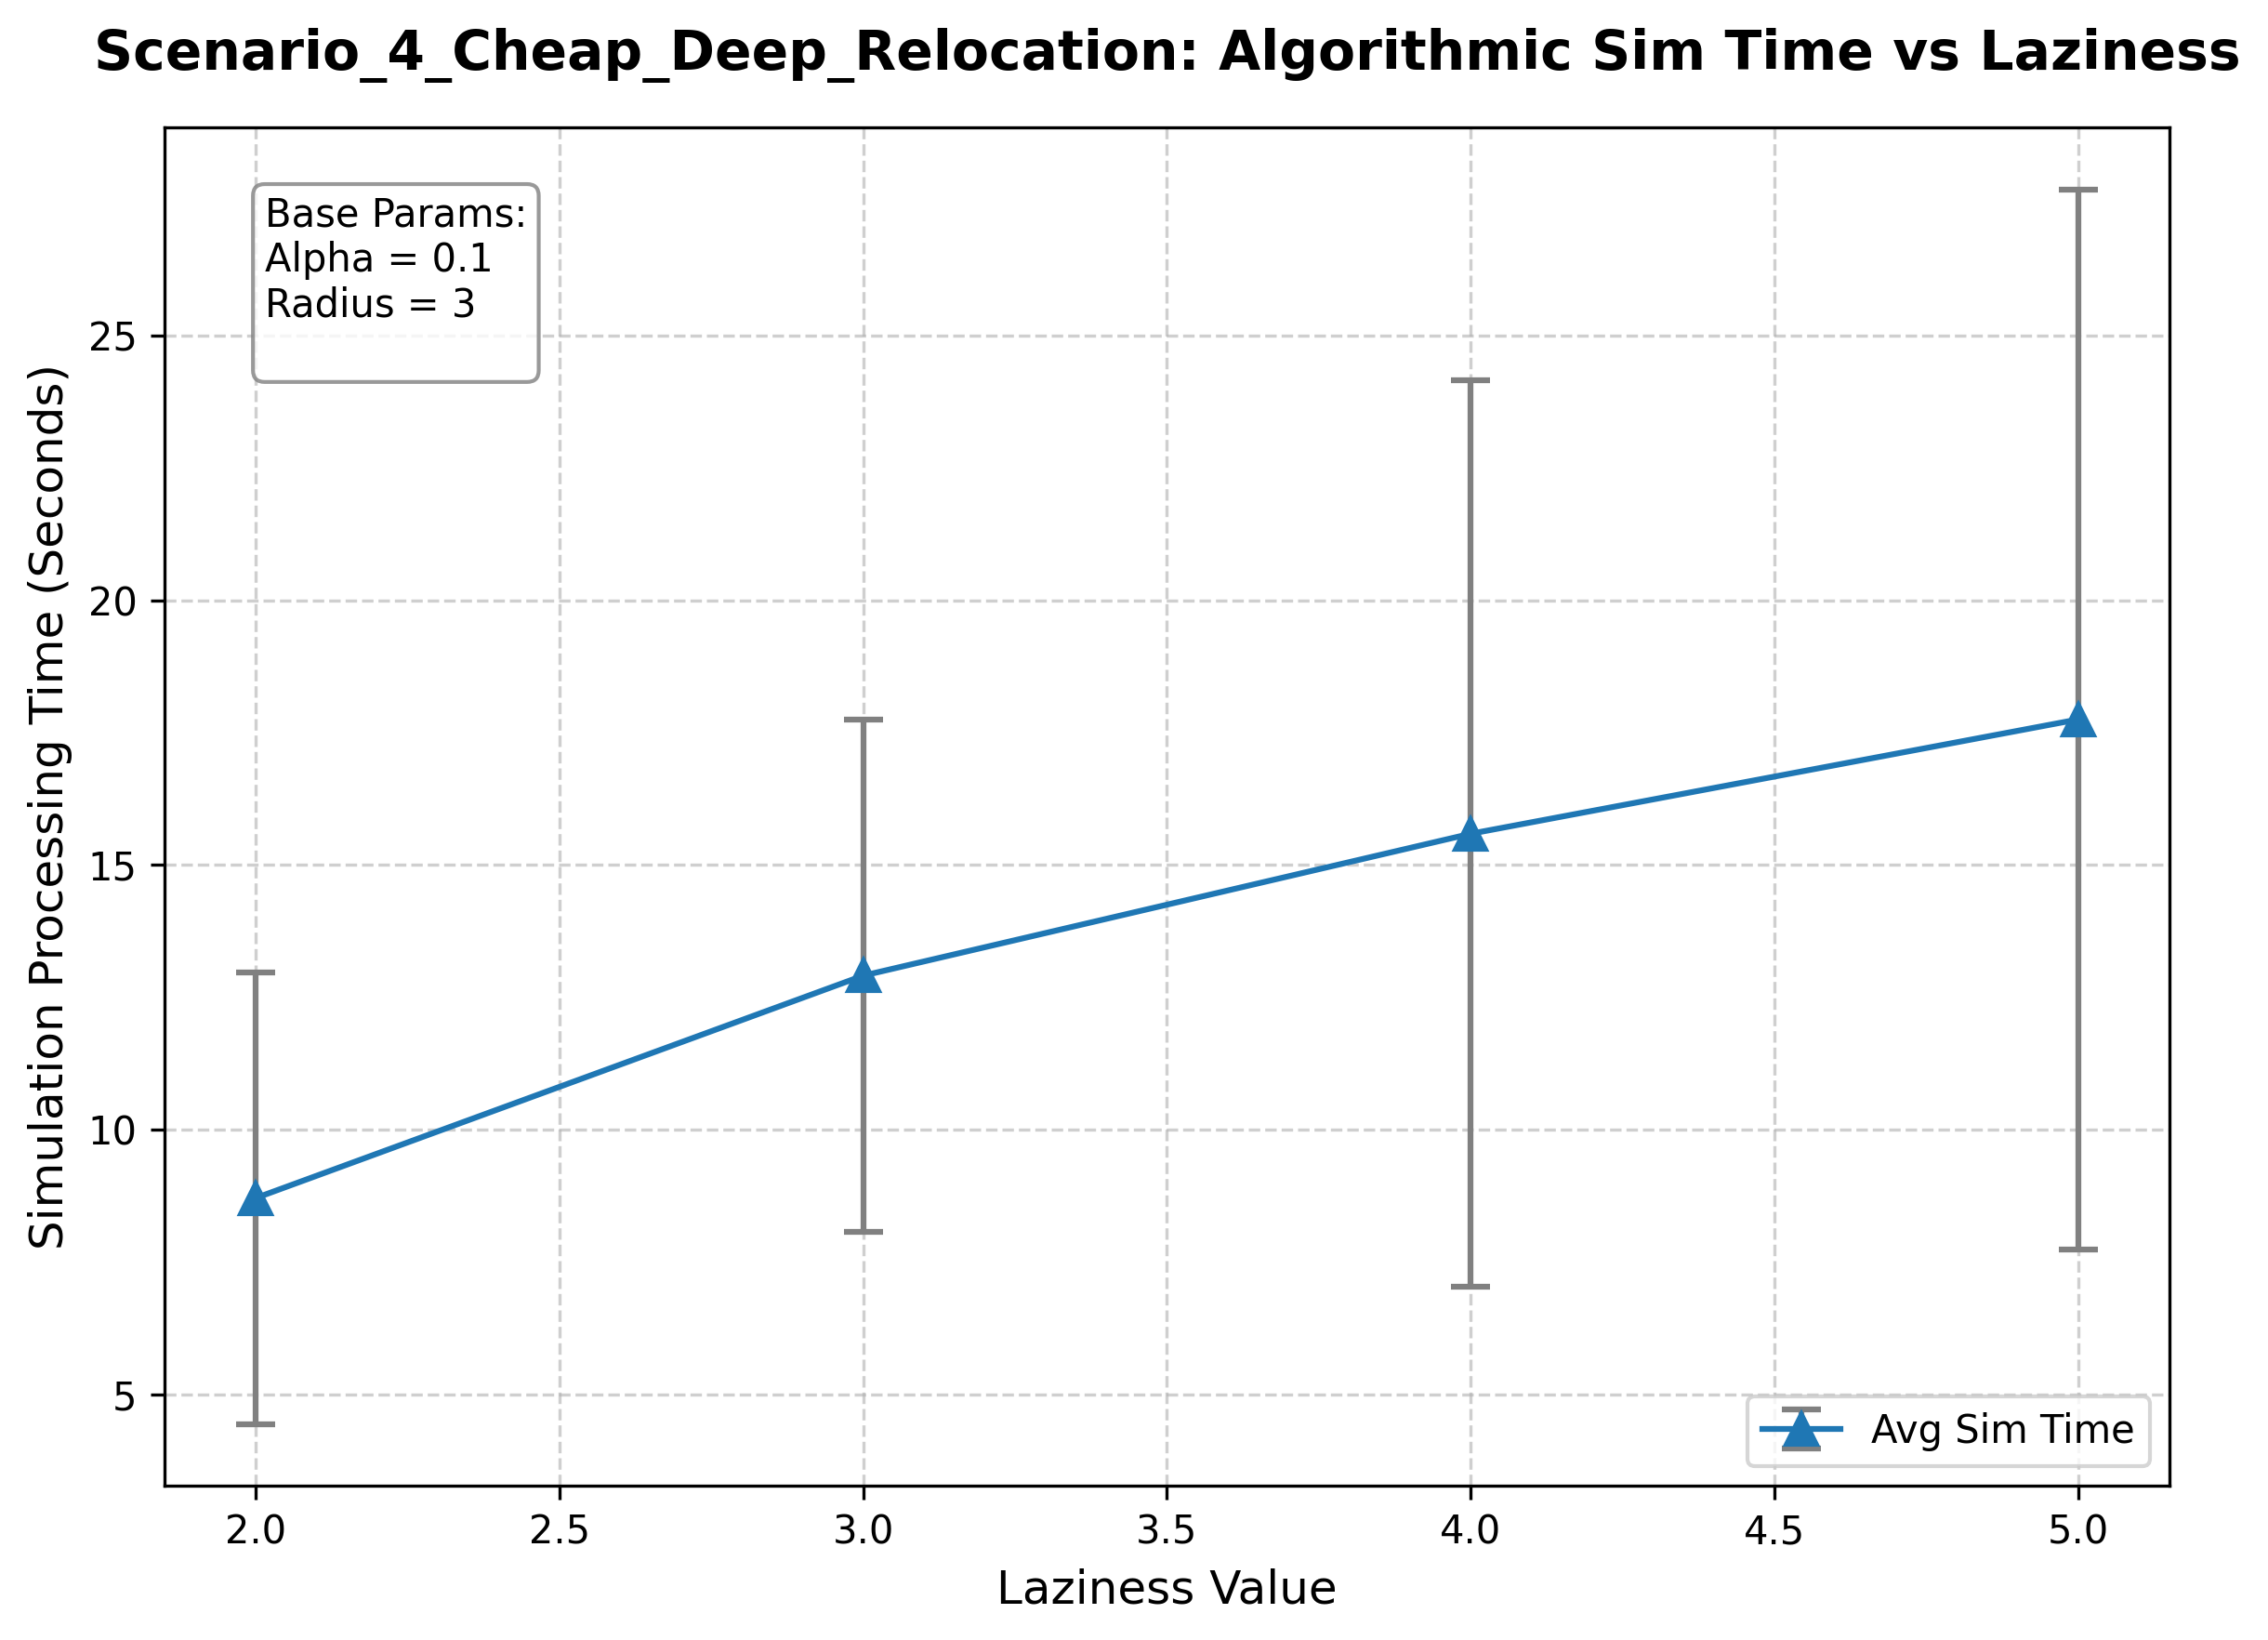 Scenario_4_Cheap_Deep_Relocation: Algorithmic Sim Time vs Laziness
Base Params:
Alpha = 0.1
Radius = 3
Simulation Processing Time (Seconds)
25
20
15
10
5
Avg Sim Time
2.0 2.5 3.0 3.5 4.0 4.5 5.0
Laziness Value